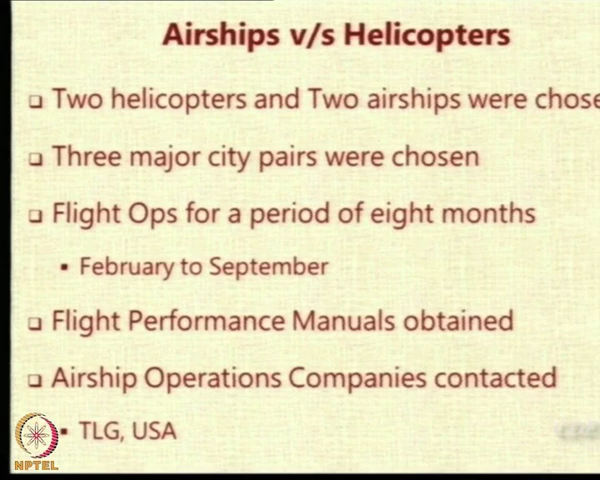 Airships v/s Helicopters
Two helicopters and Two airships were chose
Three major city pairs were chosen
Flight Ops for a period of eight months
February to September
Flight Performance Manuals obtained
Airship Operations Companies contacted
TLG, USA
NPTEL